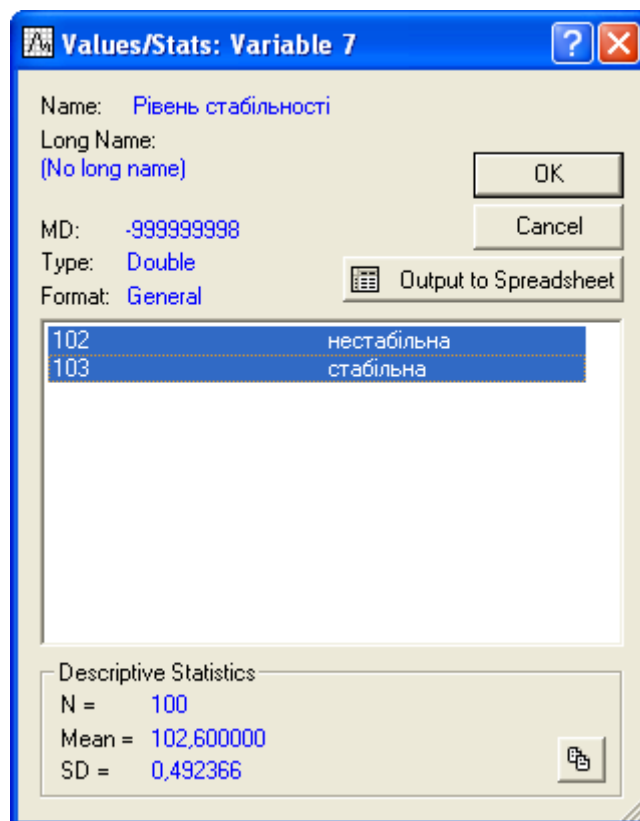 Values/Stats: Variable 7
Name: Рівень стабільності
Long Name:
(No long name)
OK
MD: -999999998
Cancel
Type: Double
Output to Spreadsheet
Format: General
102 нестабільна
103 стабільна
Descriptive Statistics
N = 100
Mean = 102,600000
SD = 0,492366